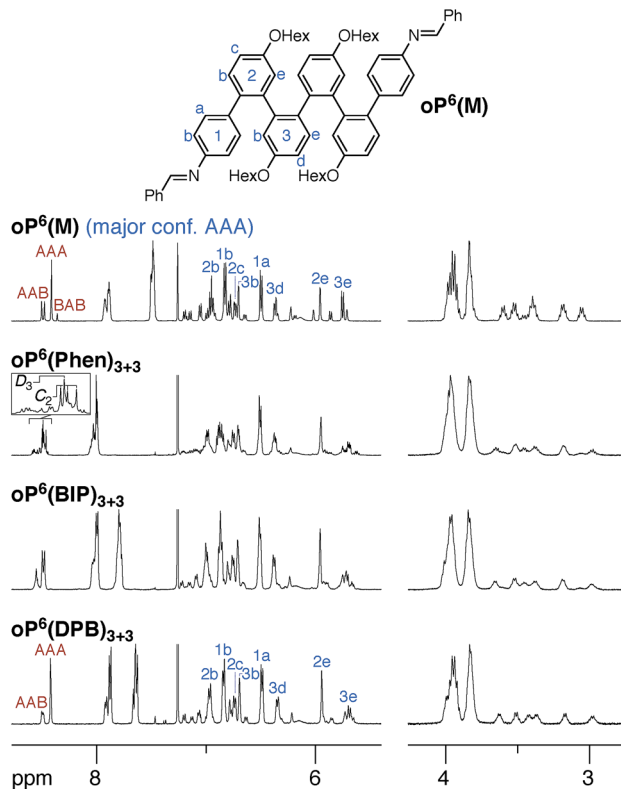 Ph
N
OHex
OHex
c
b
2
e
a
N
oP⁶(M)
b
1
b
3
e
d
N
HexO
HexO
Ph
oP⁶(M) (major conf. AAA)
AAA
AAB
BAB
1b
2b
2c
3b
1a
3d
2e
3e
oP⁶(Phen)₃₊₃
D₃
C₂
oP⁶(BIP)₃₊₃
oP⁶(DPB)₃₊₃
AAA
AAB
1b
2b
2c
3b
1a
3d
2e
3e
ppm 8 6 4 3